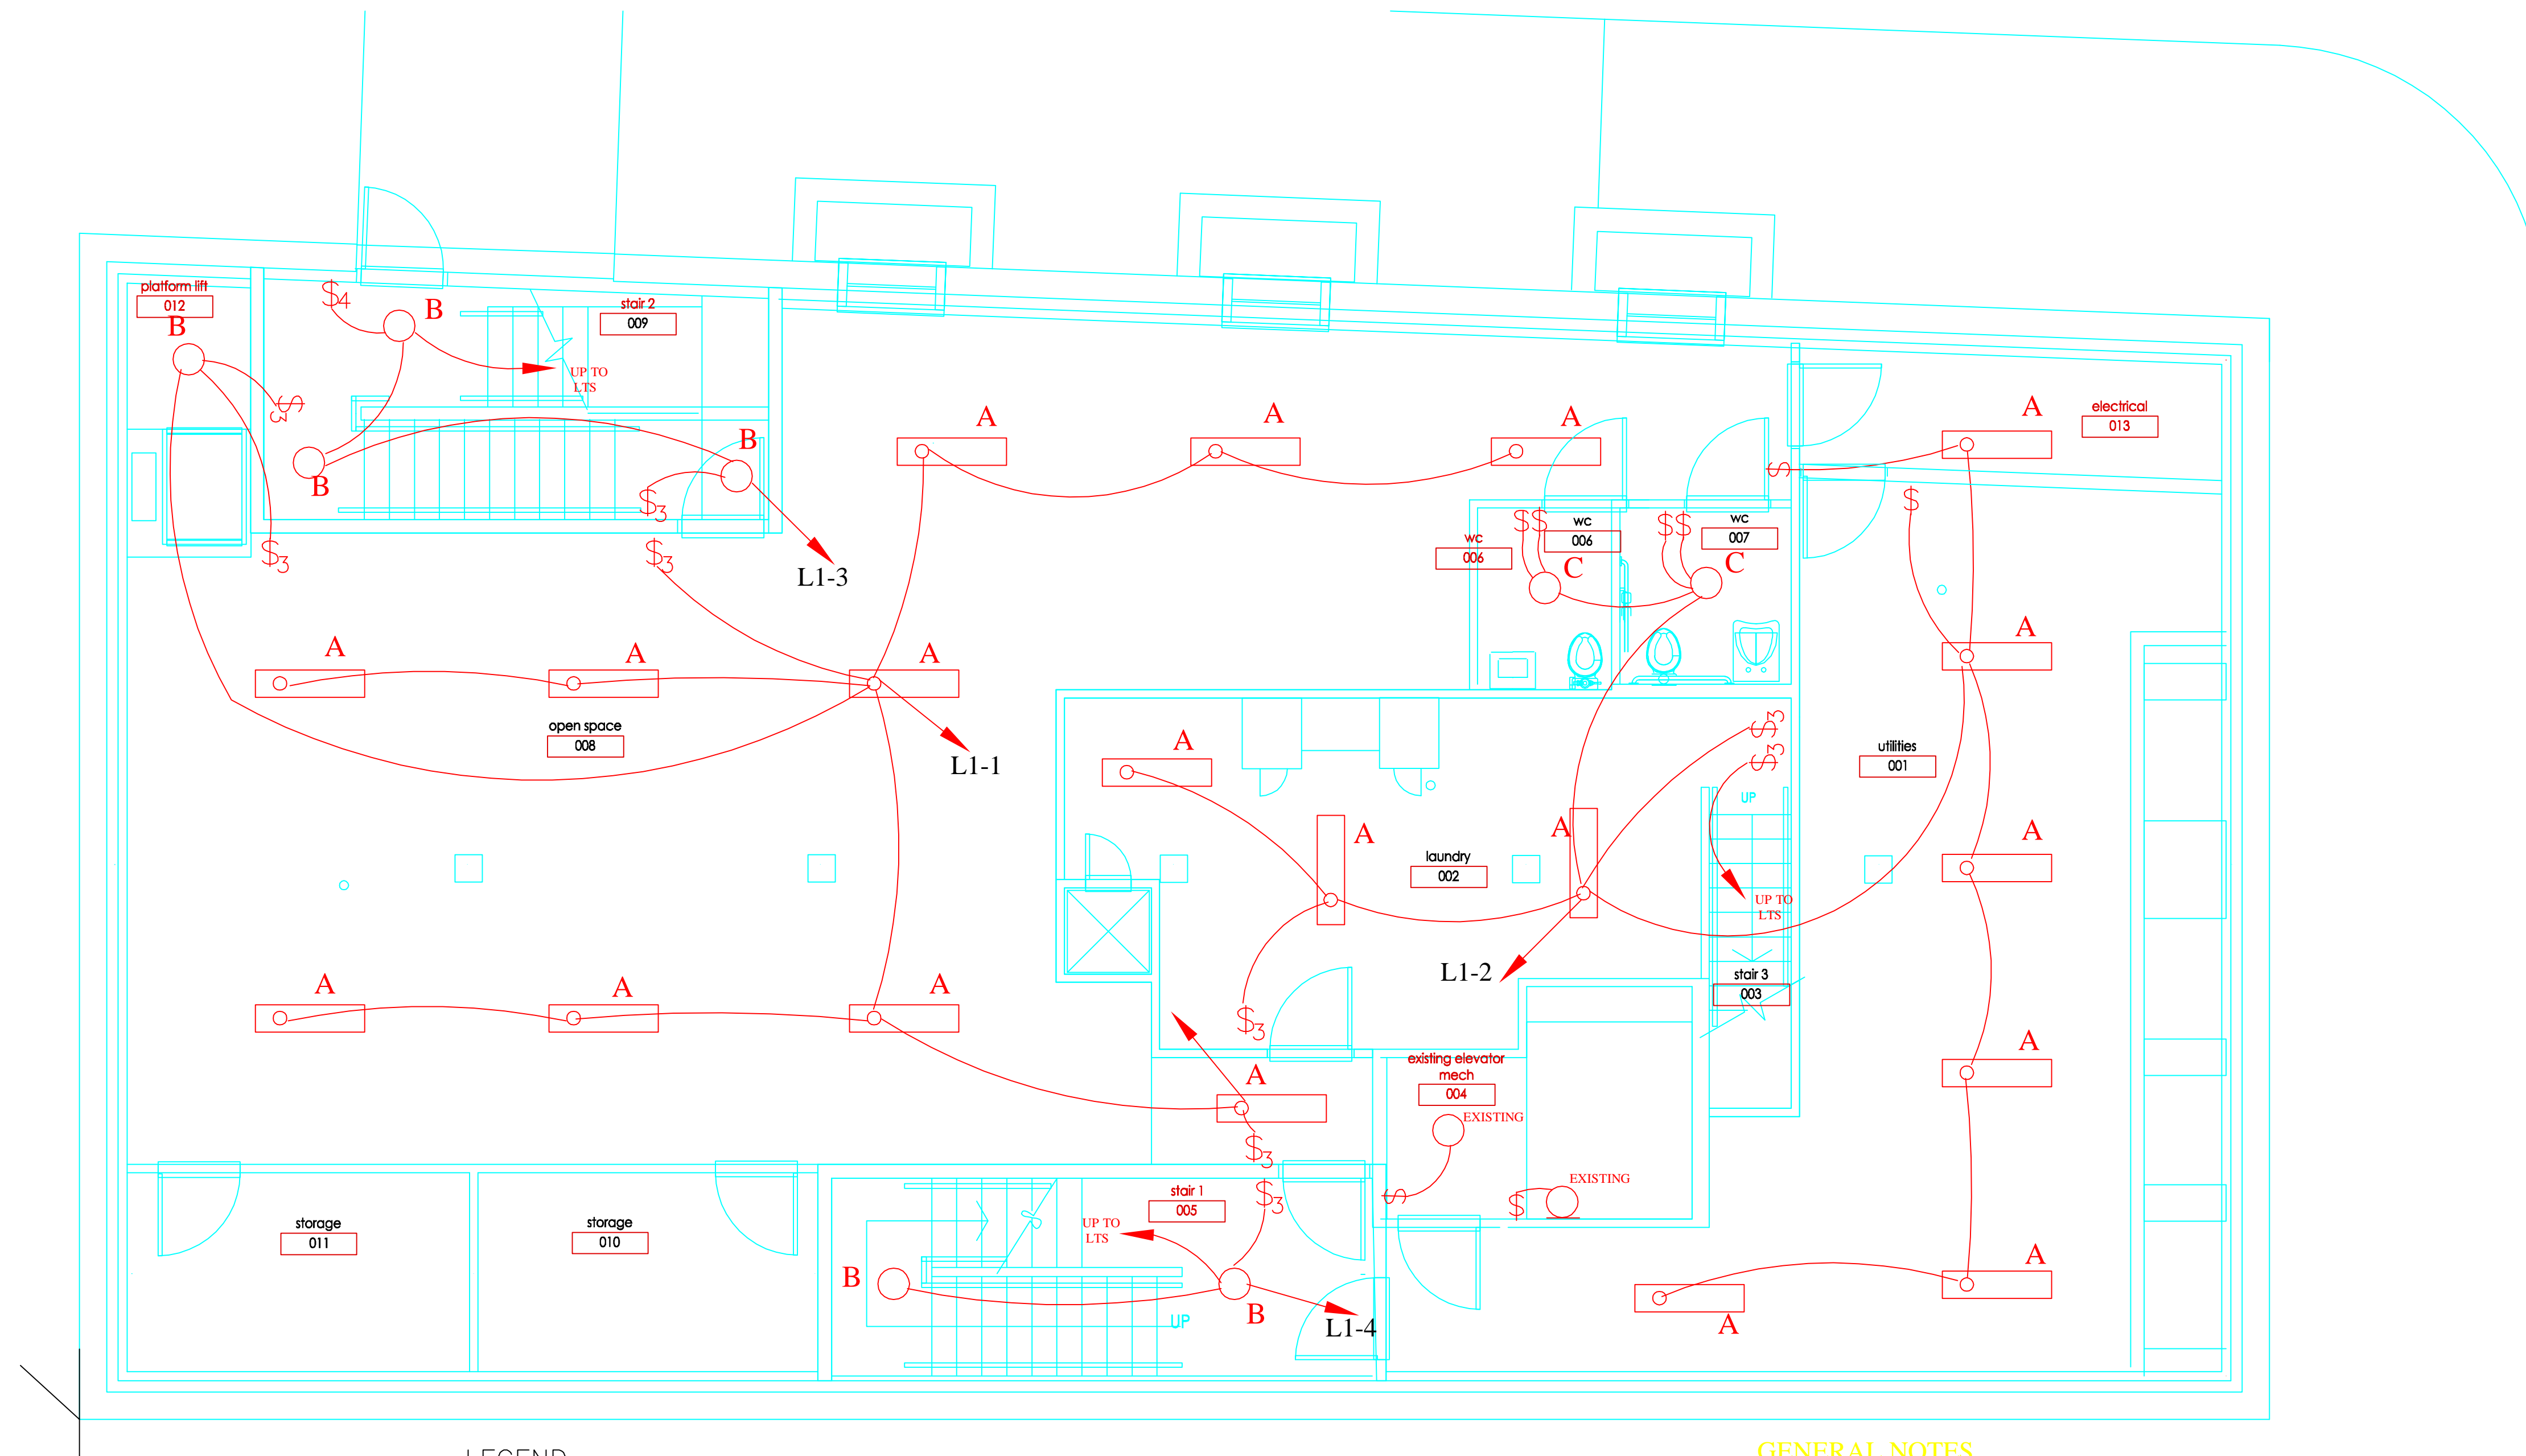 platform lift
012
B
$4
B
stair 2
009
UP TO
LTS
$3
B
B
$3
$3
$3
L1-3
A
A
A
A
electrical
013
$
$
$$
wc
006
wc
006
C
$$
wc
007
C
A
A
A
A
open space
008
L1-1
A
$3
$3
utilities
001
UP
A
A
laundry
002
A
UP TO
LTS
L1-2
stair 3
003
A
A
A
$3
A
existing elevator
mech
004
EXISTING
A
$3
$
EXISTING
$
storage
011
storage
010
stair 1
005
$3
UP TO
LTS
B
B
UP
L1-4
A
A
LEGEND
GENERAL NOTES